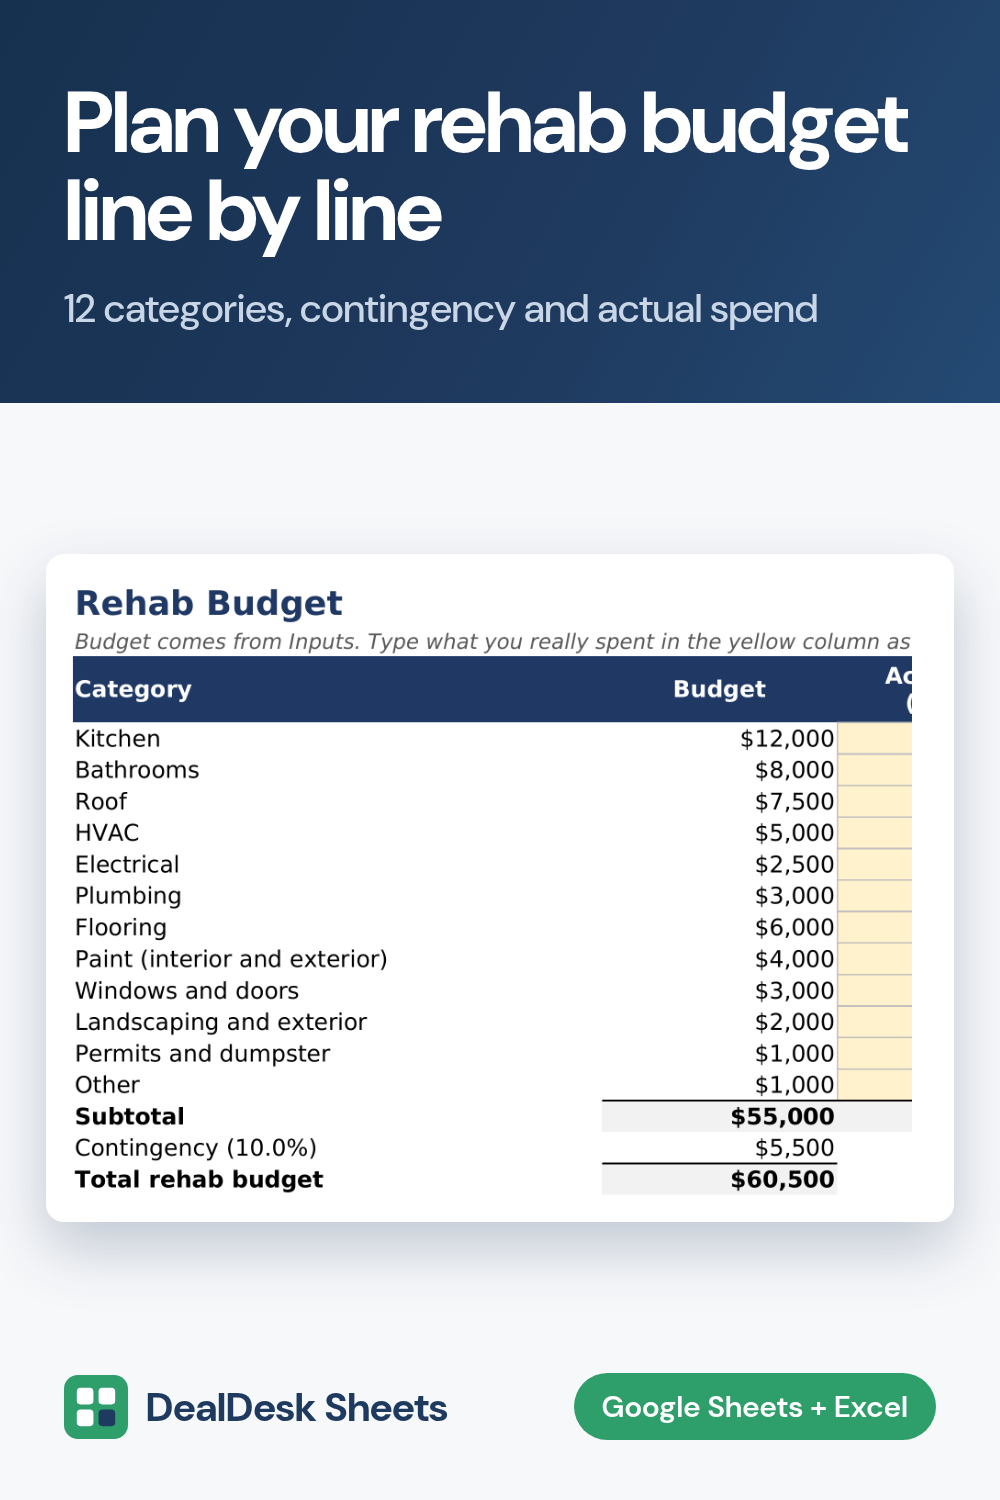 Plan your rehab budget
line by line
12 categories, contingency and actual spend
Rehab Budget
Budget comes from Inputs. Type what you really spent in the yellow column as
Category Budget
Kitchen $12,000
Bathrooms $8,000
Roof $7,500
HVAC $5,000
Electrical $2,500
Plumbing $3,000
Flooring $6,000
Paint (interior and exterior) $4,000
Windows and doors $3,000
Landscaping and exterior $2,000
Permits and dumpster $1,000
Other $1,000
Subtotal $55,000
Contingency (10.0%) $5,500
Total rehab budget $60,500
DealDesk Sheets
Google Sheets + Excel